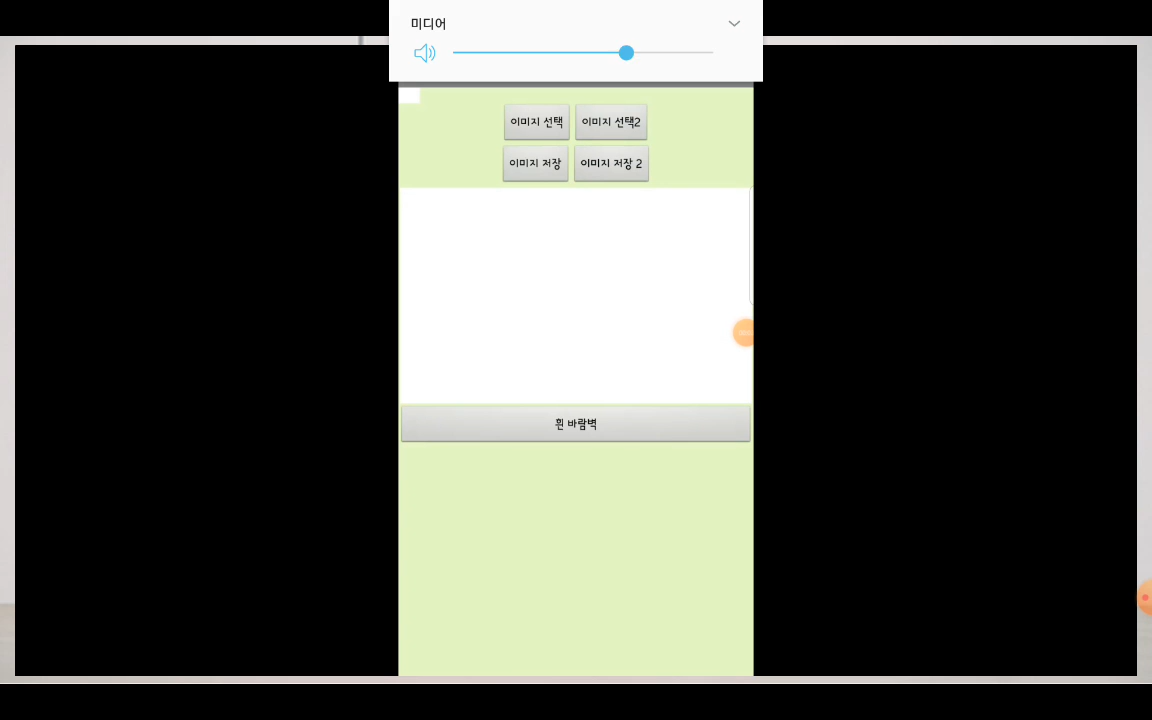 미디어
이미지 선택 이미지 선택2
이미지 저장 이미지 저장 2
흰 바람벽